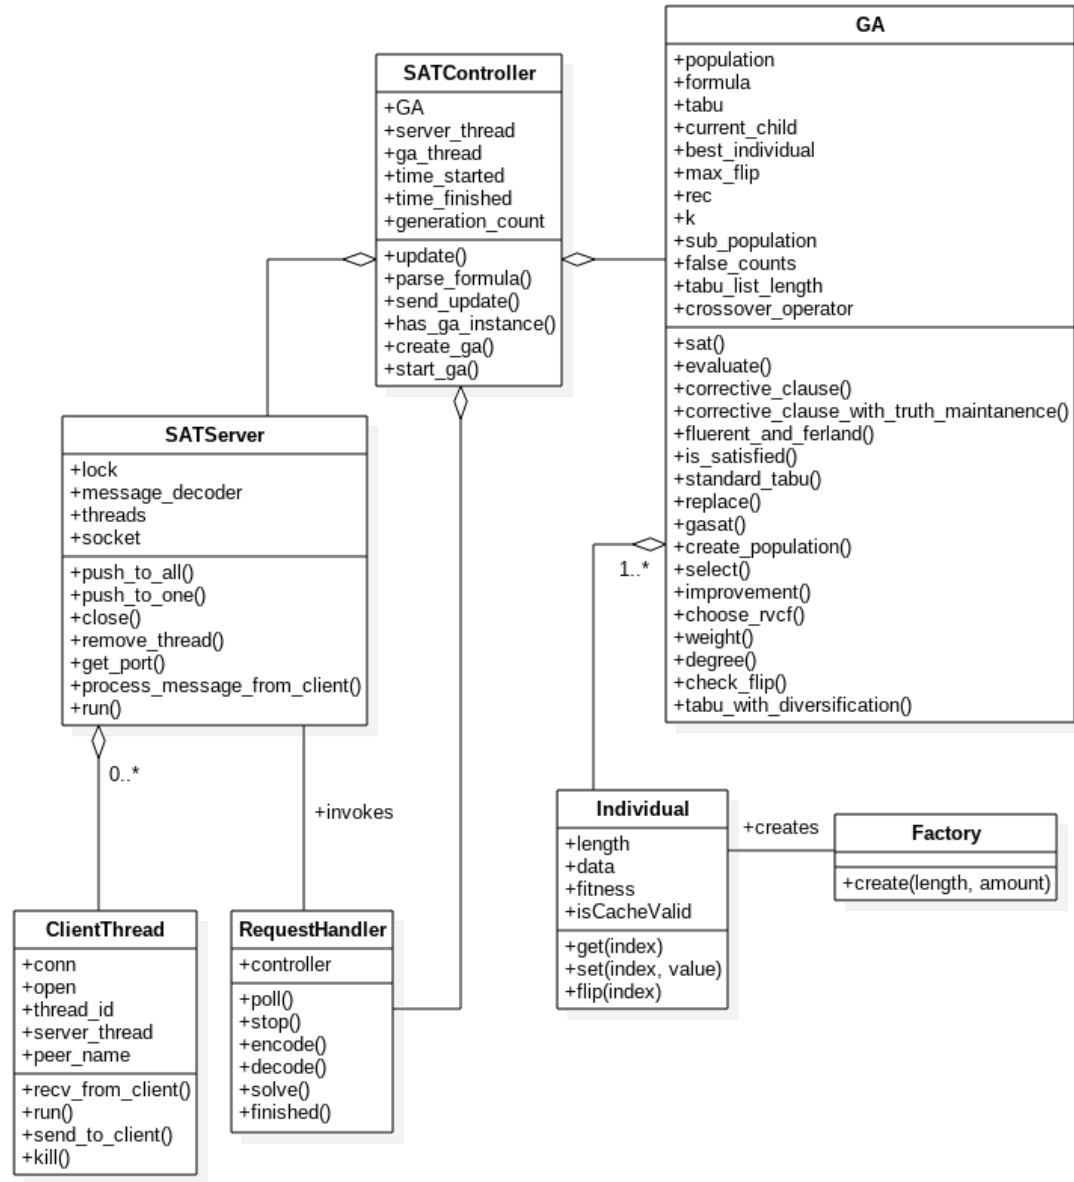 SATController
+GA
+server_thread
+ga_thread
+time_started
+time_finished
+generation_count
+update()
+parse_formula()
+send_update()
+has_ga_instance()
+create_ga()
+start_ga()
GA
+population
+formula
+tabu
+current_child
+best_individual
+max_flip
+rec
+k
+sub_population
+false_counts
+tabu_list_length
+crossover_operator
+sat()
+evaluate()
+corrective_clause()
+corrective_clause_with_truth_maintanence()
+fluerent_and_ferland()
+is_satisfied()
+standard_tabu()
+replace()
+gasat()
+create_population()
+select()
+improvement()
+choose_rvcf()
+weight()
+degree()
+check_flip()
+tabu_with_diversification()
1..*
SATServer
+lock
+message_decoder
+threads
+socket
+push_to_all()
+push_to_one()
+close()
+remove_thread()
+get_port()
+process_message_from_client()
+run()
0..*
+invokes
Individual
+length
+data
+fitness
+isCacheValid
+get(index)
+set(index, value)
+flip(index)
+creates
Factory
+create(length, amount)
ClientThread
+conn
+open
+thread_id
+server_thread
+peer_name
+recv_from_client()
+run()
+send_to_client()
+kill()
RequestHandler
+controller
+poll()
+stop()
+encode()
+decode()
+solve()
+finished()